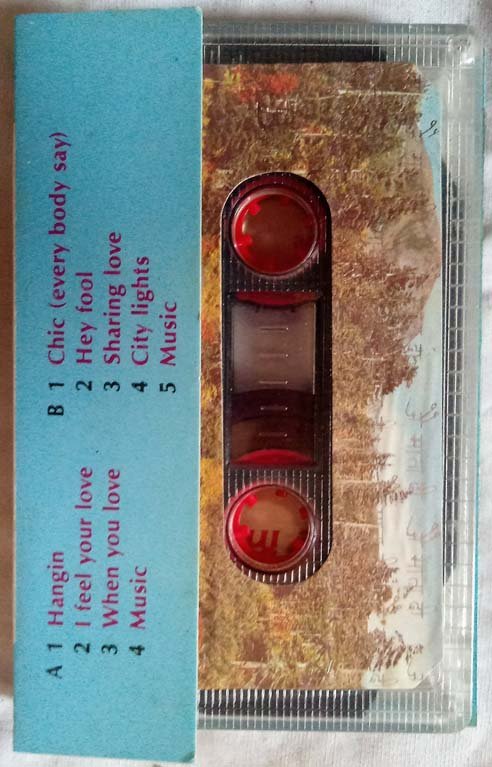 A 1 Hangin
2 I feel your love
3 When you love
4 Music
B 1 Chic (every body say)
2 Hey fool
3 Sharing love
4 City lights
5 Music